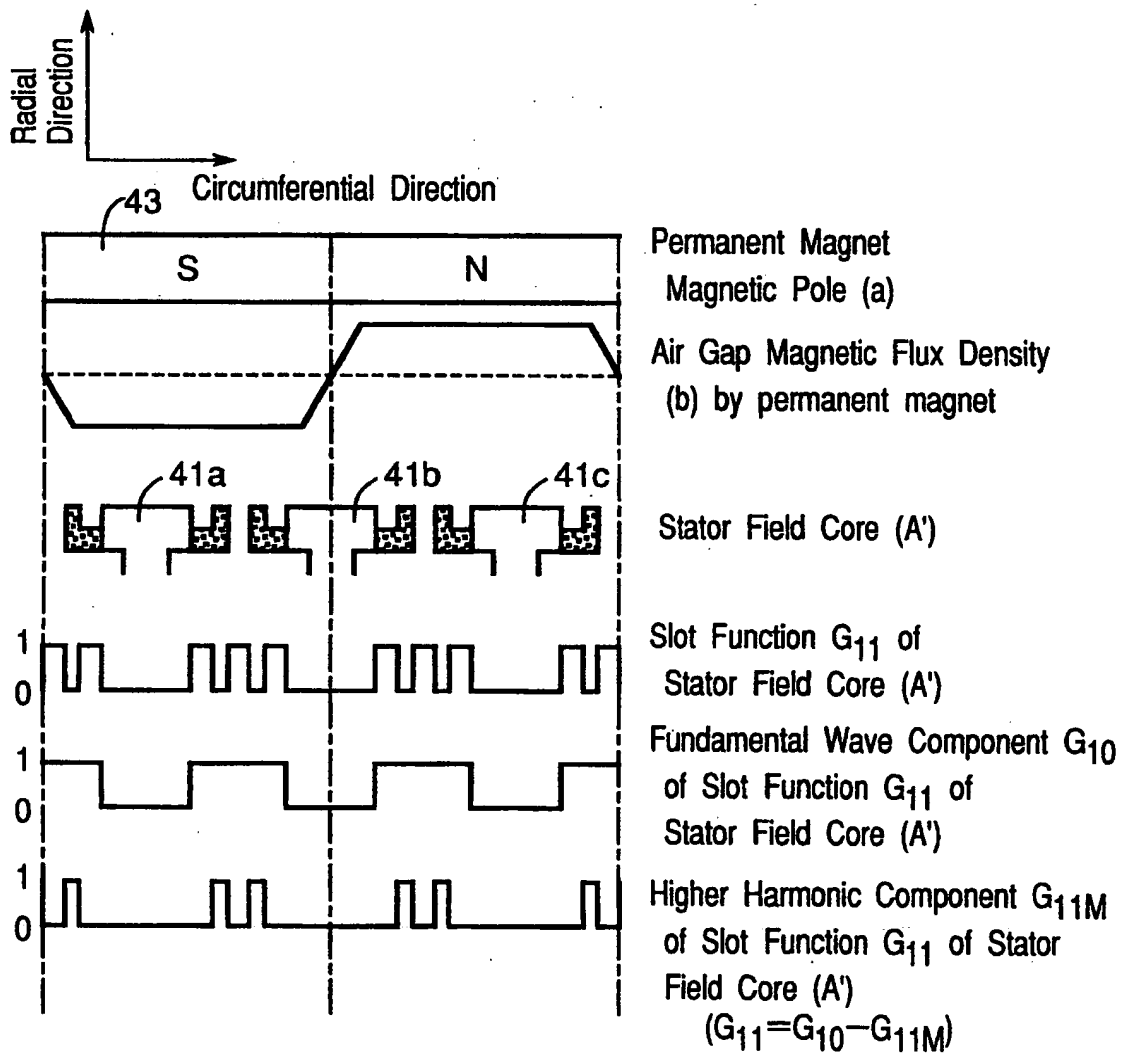 Radial
Direction
Circumferential Direction
43
S
N
Permanent Magnet
Magnetic Pole (a)
Air Gap Magnetic Flux Density
(b) by permanent magnet
41a
41b
41c
Stator Field Core (A')
1
0
Slot Function G11 of
Stator Field Core (A')
1
0
Fundamental Wave Component G10
of Slot Function G11 of
Stator Field Core (A')
1
0
Higher Harmonic Component G11M
of Slot Function G11 of Stator
Field Core (A')
(G11=G10−G11M)